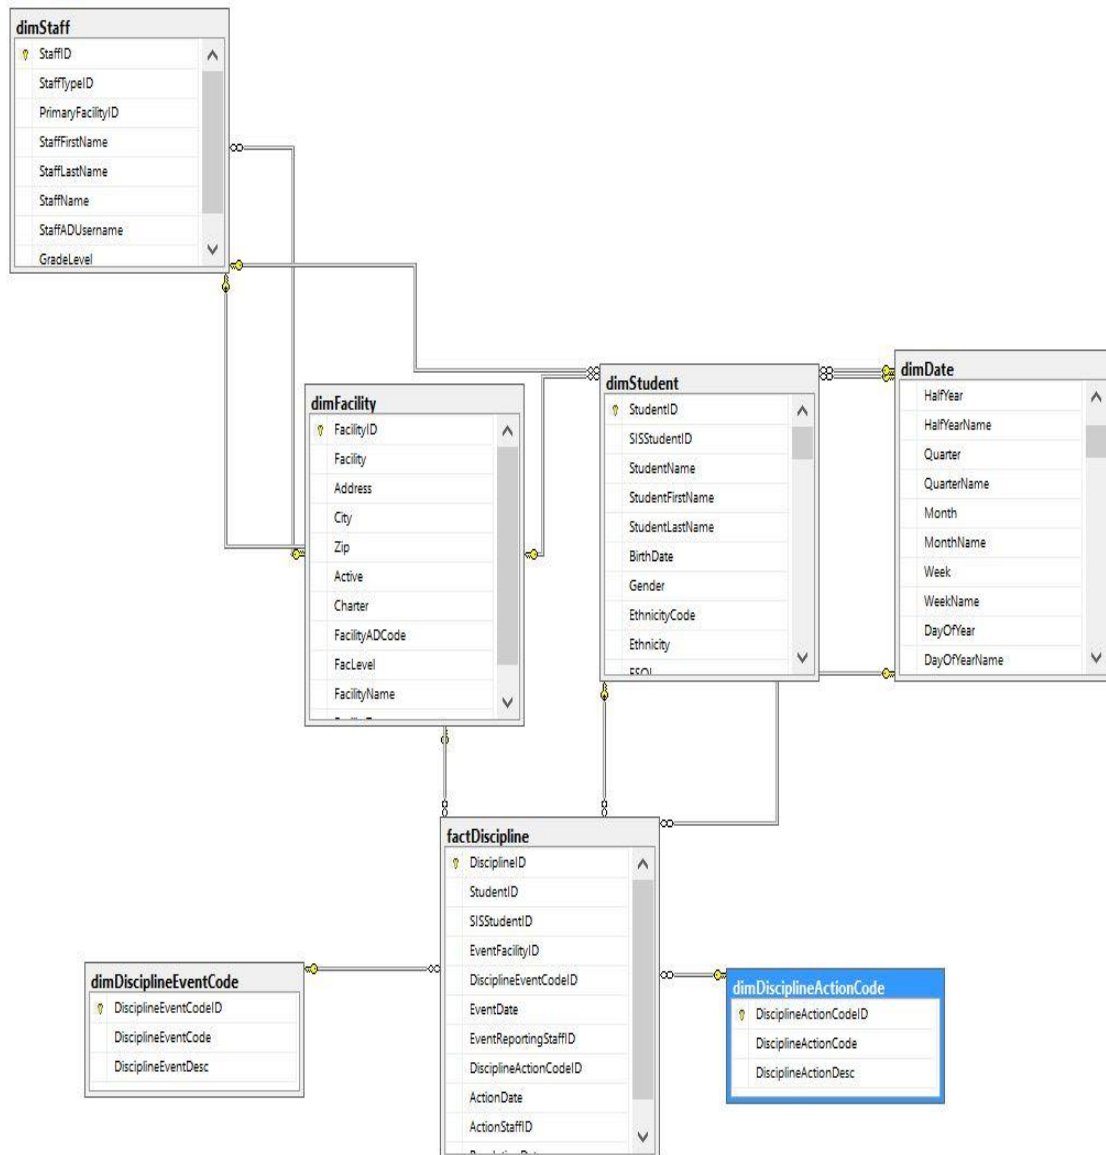 dimStaff
StaffID
StaffTypeID
PrimaryFacilityID
StaffFirstName
StaffLastName
StaffName
StaffADUsername
GradeLevel
dimFacility
FacilityID
Facility
Address
City
Zip
Active
Charter
FacilityADCode
FacLevel
FacilityName
dimStudent
StudentID
SISStudentID
StudentName
StudentFirstName
StudentLastName
BirthDate
Gender
EthnicityCode
Ethnicity
dimDate
HalfYear
HalfYearName
Quarter
QuarterName
Month
MonthName
Week
WeekName
DayOfYear
DayOfYearName
factDiscipline
DisciplineID
StudentID
SISStudentID
EventFacilityID
DisciplineEventCodeID
EventDate
EventReportingStaffID
DisciplineActionCodeID
ActionDate
ActionStaffID
dimDisciplineEventCode
DisciplineEventCodeID
DisciplineEventCode
DisciplineEventDesc
dimDisciplineActionCode
DisciplineActionCodeID
DisciplineActionCode
DisciplineActionDesc